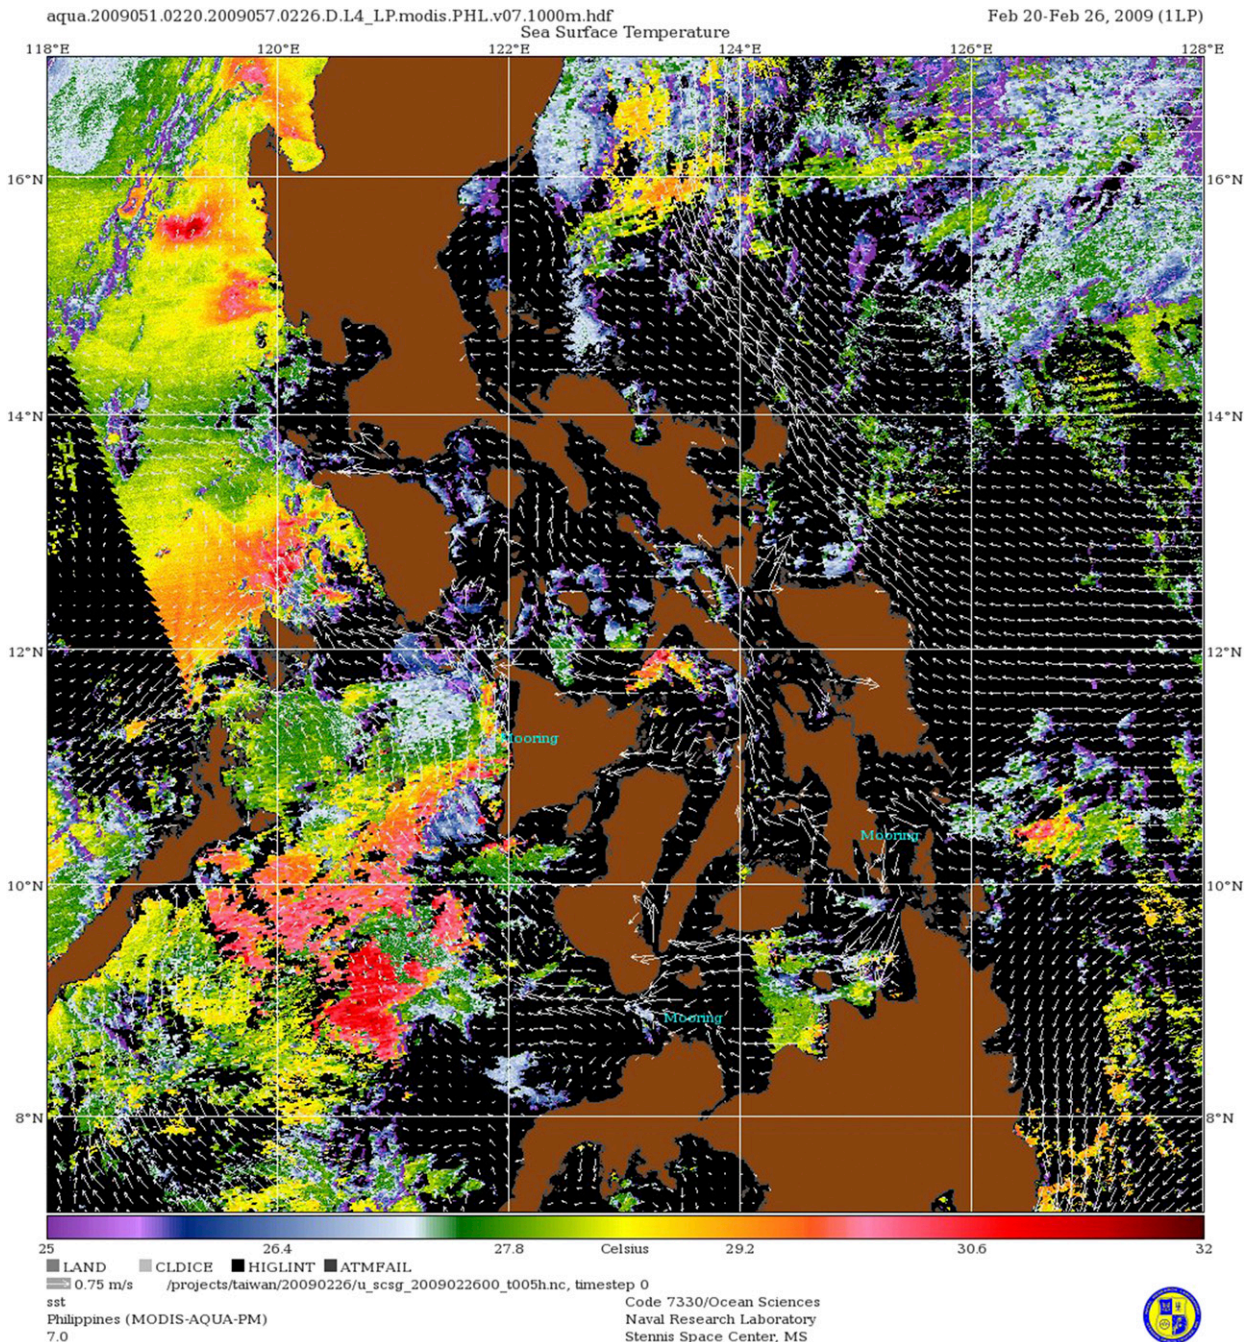 aqua.2009051.0220.2009057.0226.D.L4_LP.modis.PHL.v07.1000m.hdf
Feb 20-Feb 26, 2009 (1LP)
Sea Surface Temperature
118°E 120°E 122°E 124°E 126°E 128°E
16°N 16°N
14°N 14°N
12°N 12°N
Mooring
Mooring
10°N 10°N
Mooring
8°N 8°N
25 26.4 27.8 Celsius 29.2 30.6 32
LAND CLDICE HIGLINT ATMFAIL
0.75 m/s /projects/taiwan/20090226/u_scsg_2009022600_t005h.nc, timestep 0
sst
Philippines (MODIS-AQUA-PM)
7.0
Code 7330/Ocean Sciences
Naval Research Laboratory
Stennis Space Center, MS